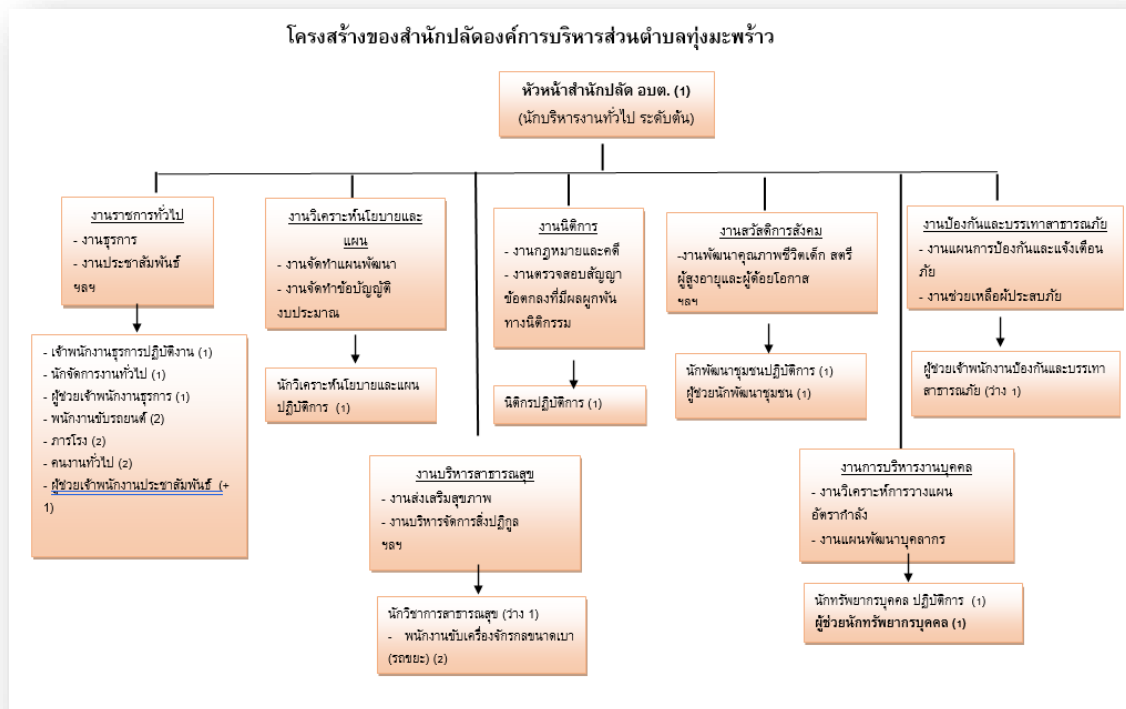 โครงสร้างของสำนักปลัดองค์การบริหารส่วนตำบลทุ่งมะพร้าว
หัวหน้าสำนักปลัด อบต. (1)
(นักบริหารงานทั่วไป ระดับต้น)
งานราชการทั่วไป
- งานธุรการ
- งานประชาสัมพันธ์
ฯลฯ
- เจ้าพนักงานธุรการปฏิบัติงาน (1)
- นักจัดการงานทั่วไป (1)
- ผู้ช่วยเจ้าพนักงานธุรการ (1)
- พนักงานขับรถยนต์ (2)
- ภารโรง (2)
- คนงานทั่วไป (2)
- ผู้ช่วยเจ้าพนักงานประชาสัมพันธ์ (+
1)
งานวิเคราะห์นโยบายและ
แผน
- งานจัดทำแผนพัฒนา
- งานจัดทำข้อบัญญัติ
งบประมาณ
นักวิเคราะห์นโยบายและแผน
ปฏิบัติการ (1)
งานนิติการ
-งานกฎหมายและคดี
-งานตรวจสอบสัญญา
ข้อตกลงที่มีผลผูกพัน
ทางนิติกรรม
นิติกรปฏิบัติการ (1)
งานสวัสดิการสังคม
-งานพัฒนาคุณภาพชีวิตเด็ก สตรี
ผู้สูงอายุและผู้ด้อยโอกาส
ฯลฯ
นักพัฒนาชุมชนปฏิบัติการ (1)
ผู้ช่วยนักพัฒนาชุมชน (1)
งานป้องกันและบรรเทาสาธารณภัย
- งานแผนการป้องกันและแจ้งเตือน
ภัย
- งานช่วยเหลือผู้ประสบภัย
ผู้ช่วยเจ้าพนักงานป้องกันและบรรเทา
สาธารณภัย (ว่าง 1)
งานบริหารสาธารณสุข
- งานส่งเสริมสุขภาพ
- งานบริหารจัดการสิ่งปฏิกูล
ฯลฯ
นักวิชาการสาธารณสุข (ว่าง 1)
- พนักงานขับเครื่องจักรกลขนาดเบา
(รถขยะ) (2)
งานการบริหารงานบุคคล
- งานวิเคราะห์การวางแผน
อัตรากำลัง
- งานแผนพัฒนาบุคลากร
นักทรัพยากรบุคคล ปฏิบัติการ (1)
ผู้ช่วยนักทรัพยากรบุคคล (1)